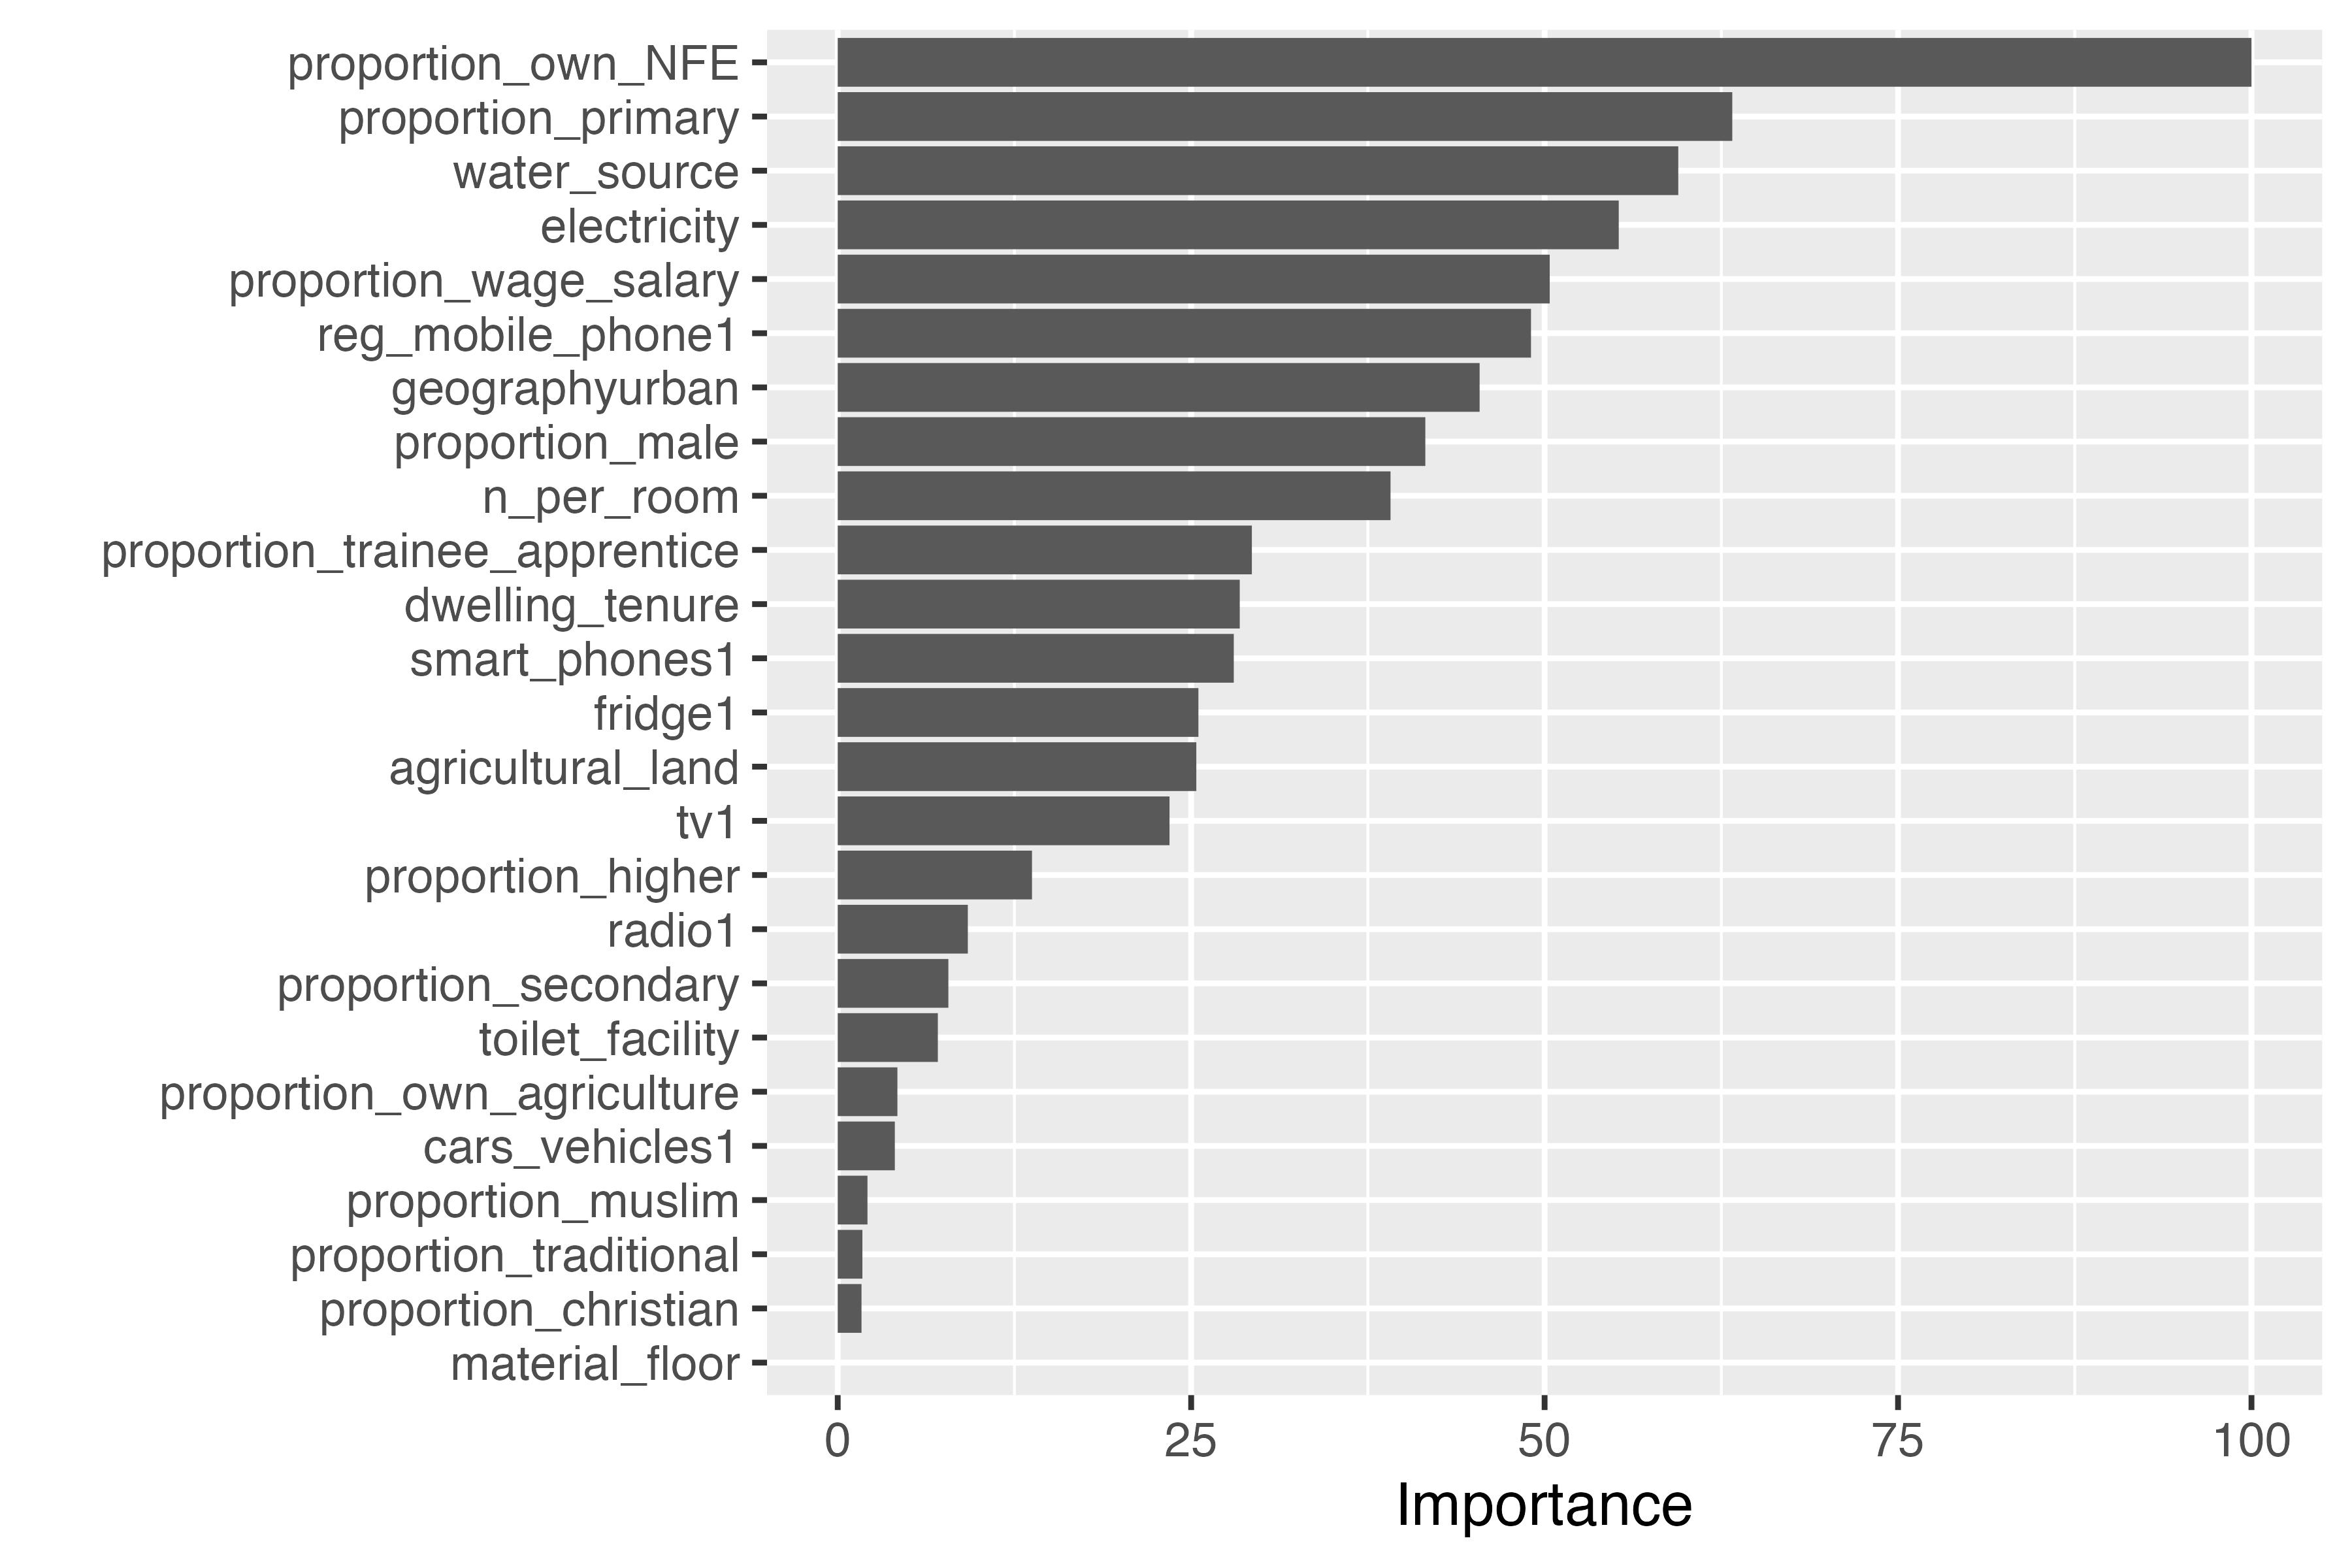 proportion_own_NFE
proportion_primary
water_source
electricity
proportion_wage_salary
reg_mobile_phone1
geographyurban
proportion_male
n_per_room
proportion_trainee_apprentice
dwelling_tenure
smart_phones1
fridge1
agricultural_land
tv1
proportion_higher
radio1
proportion_secondary
toilet_facility
proportion_own_agriculture
cars_vehicles1
proportion_muslim
proportion_traditional
proportion_christian
material_floor
0 25 50 75 100
Importance